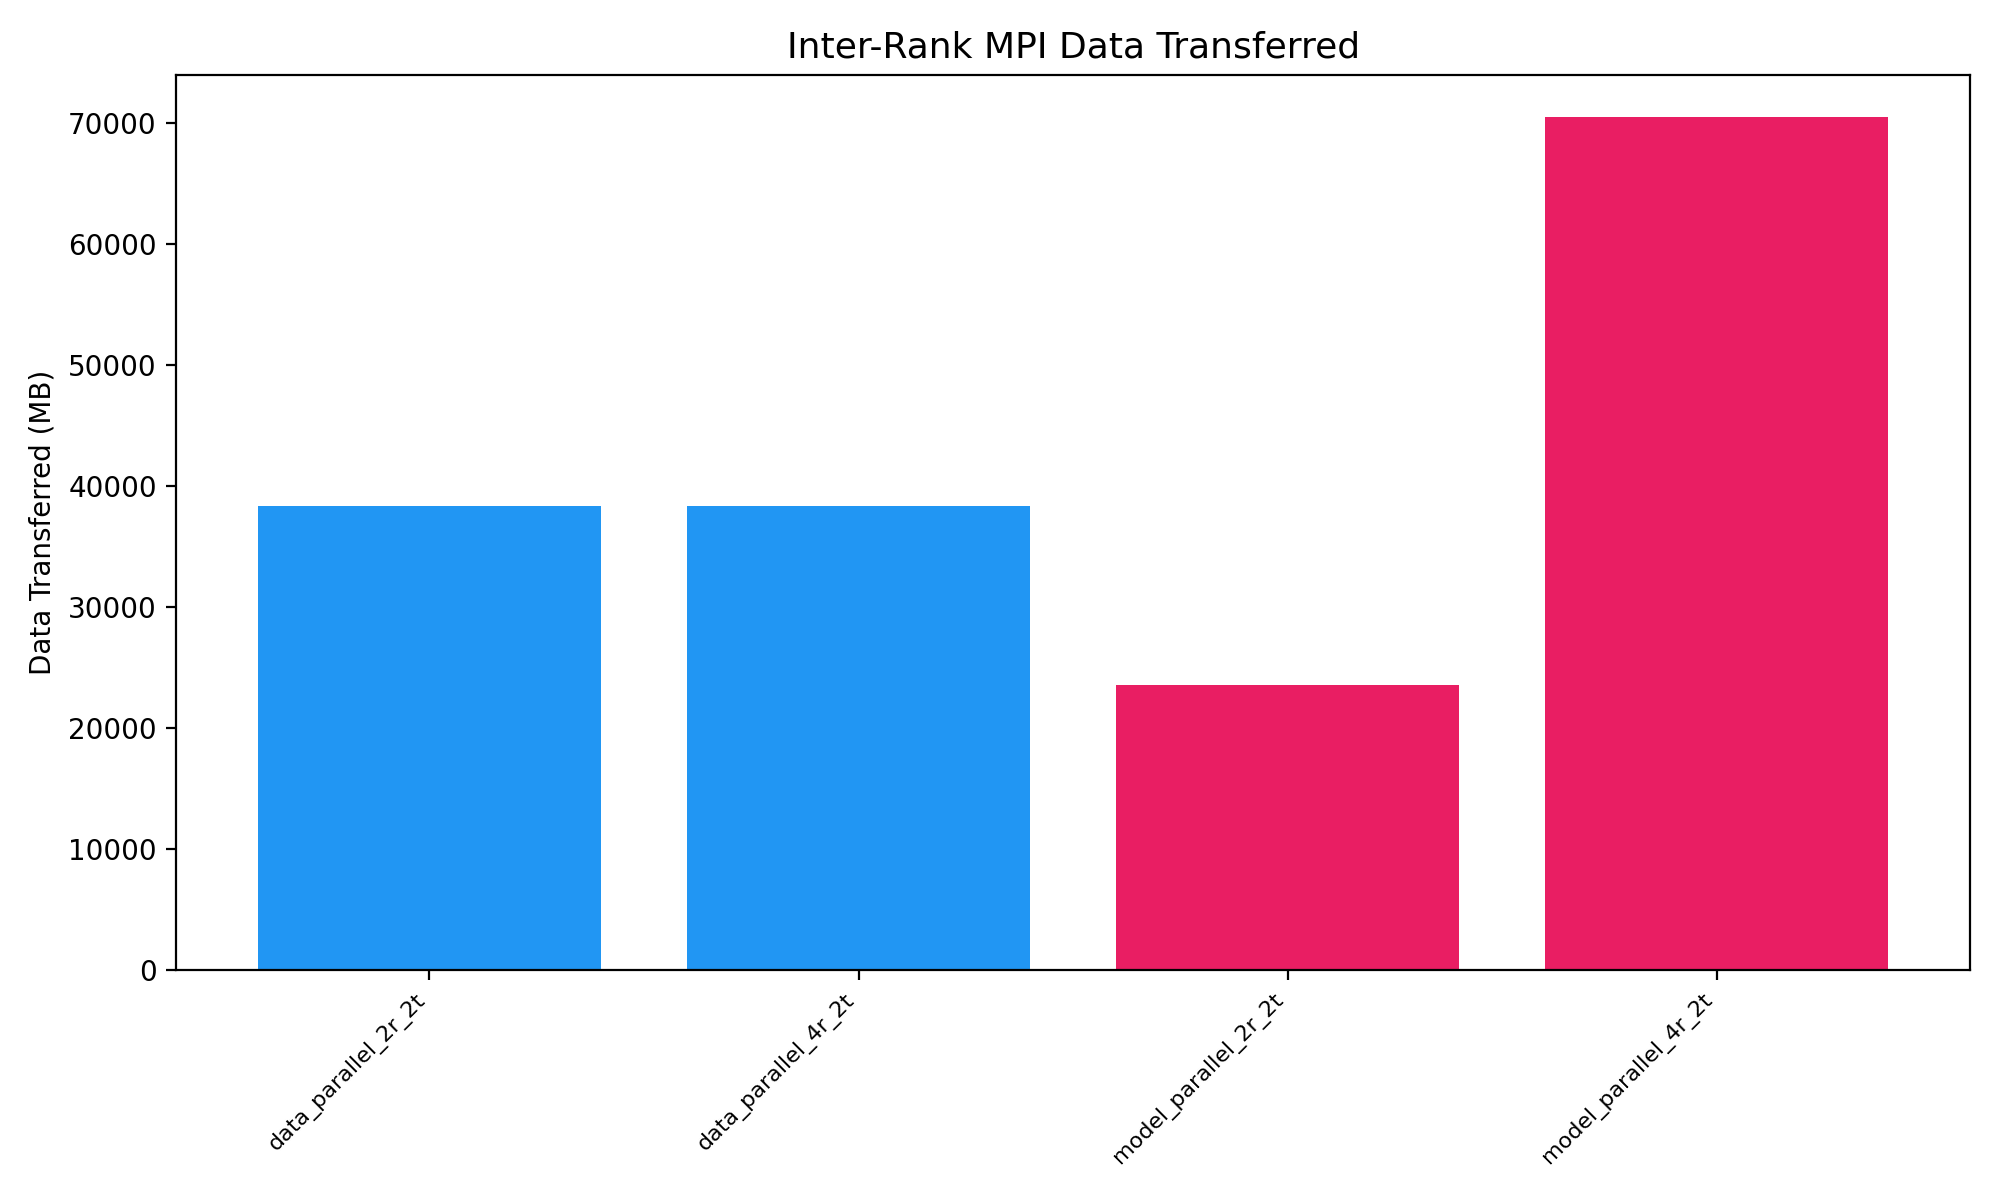 Inter-Rank MPI Data Transferred
Data Transferred (MB)
70000
60000
50000
40000
30000
20000
10000
0
data_parallel_2r_2t
data_parallel_4r_2t
model_parallel_2r_2t
model_parallel_4r_2t